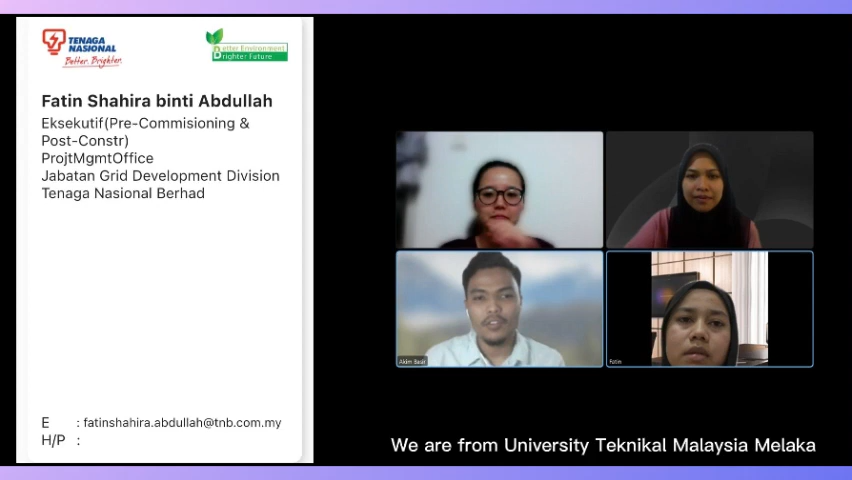 TENAGA
NASIONAL
Better. Brighter.
Better Environment
Brighter Future
Fatin Shahira binti Abdullah
Eksekutif(Pre-Commisioning &
Post-Constr)
ProjtMgmtOffice
Jabatan Grid Development Division
Tenaga Nasional Berhad
E : fatinshahira.abdullah@tnb.com.my
H/P :
Akim Basir
Fatin
We are from University Teknikal Malaysia Melaka